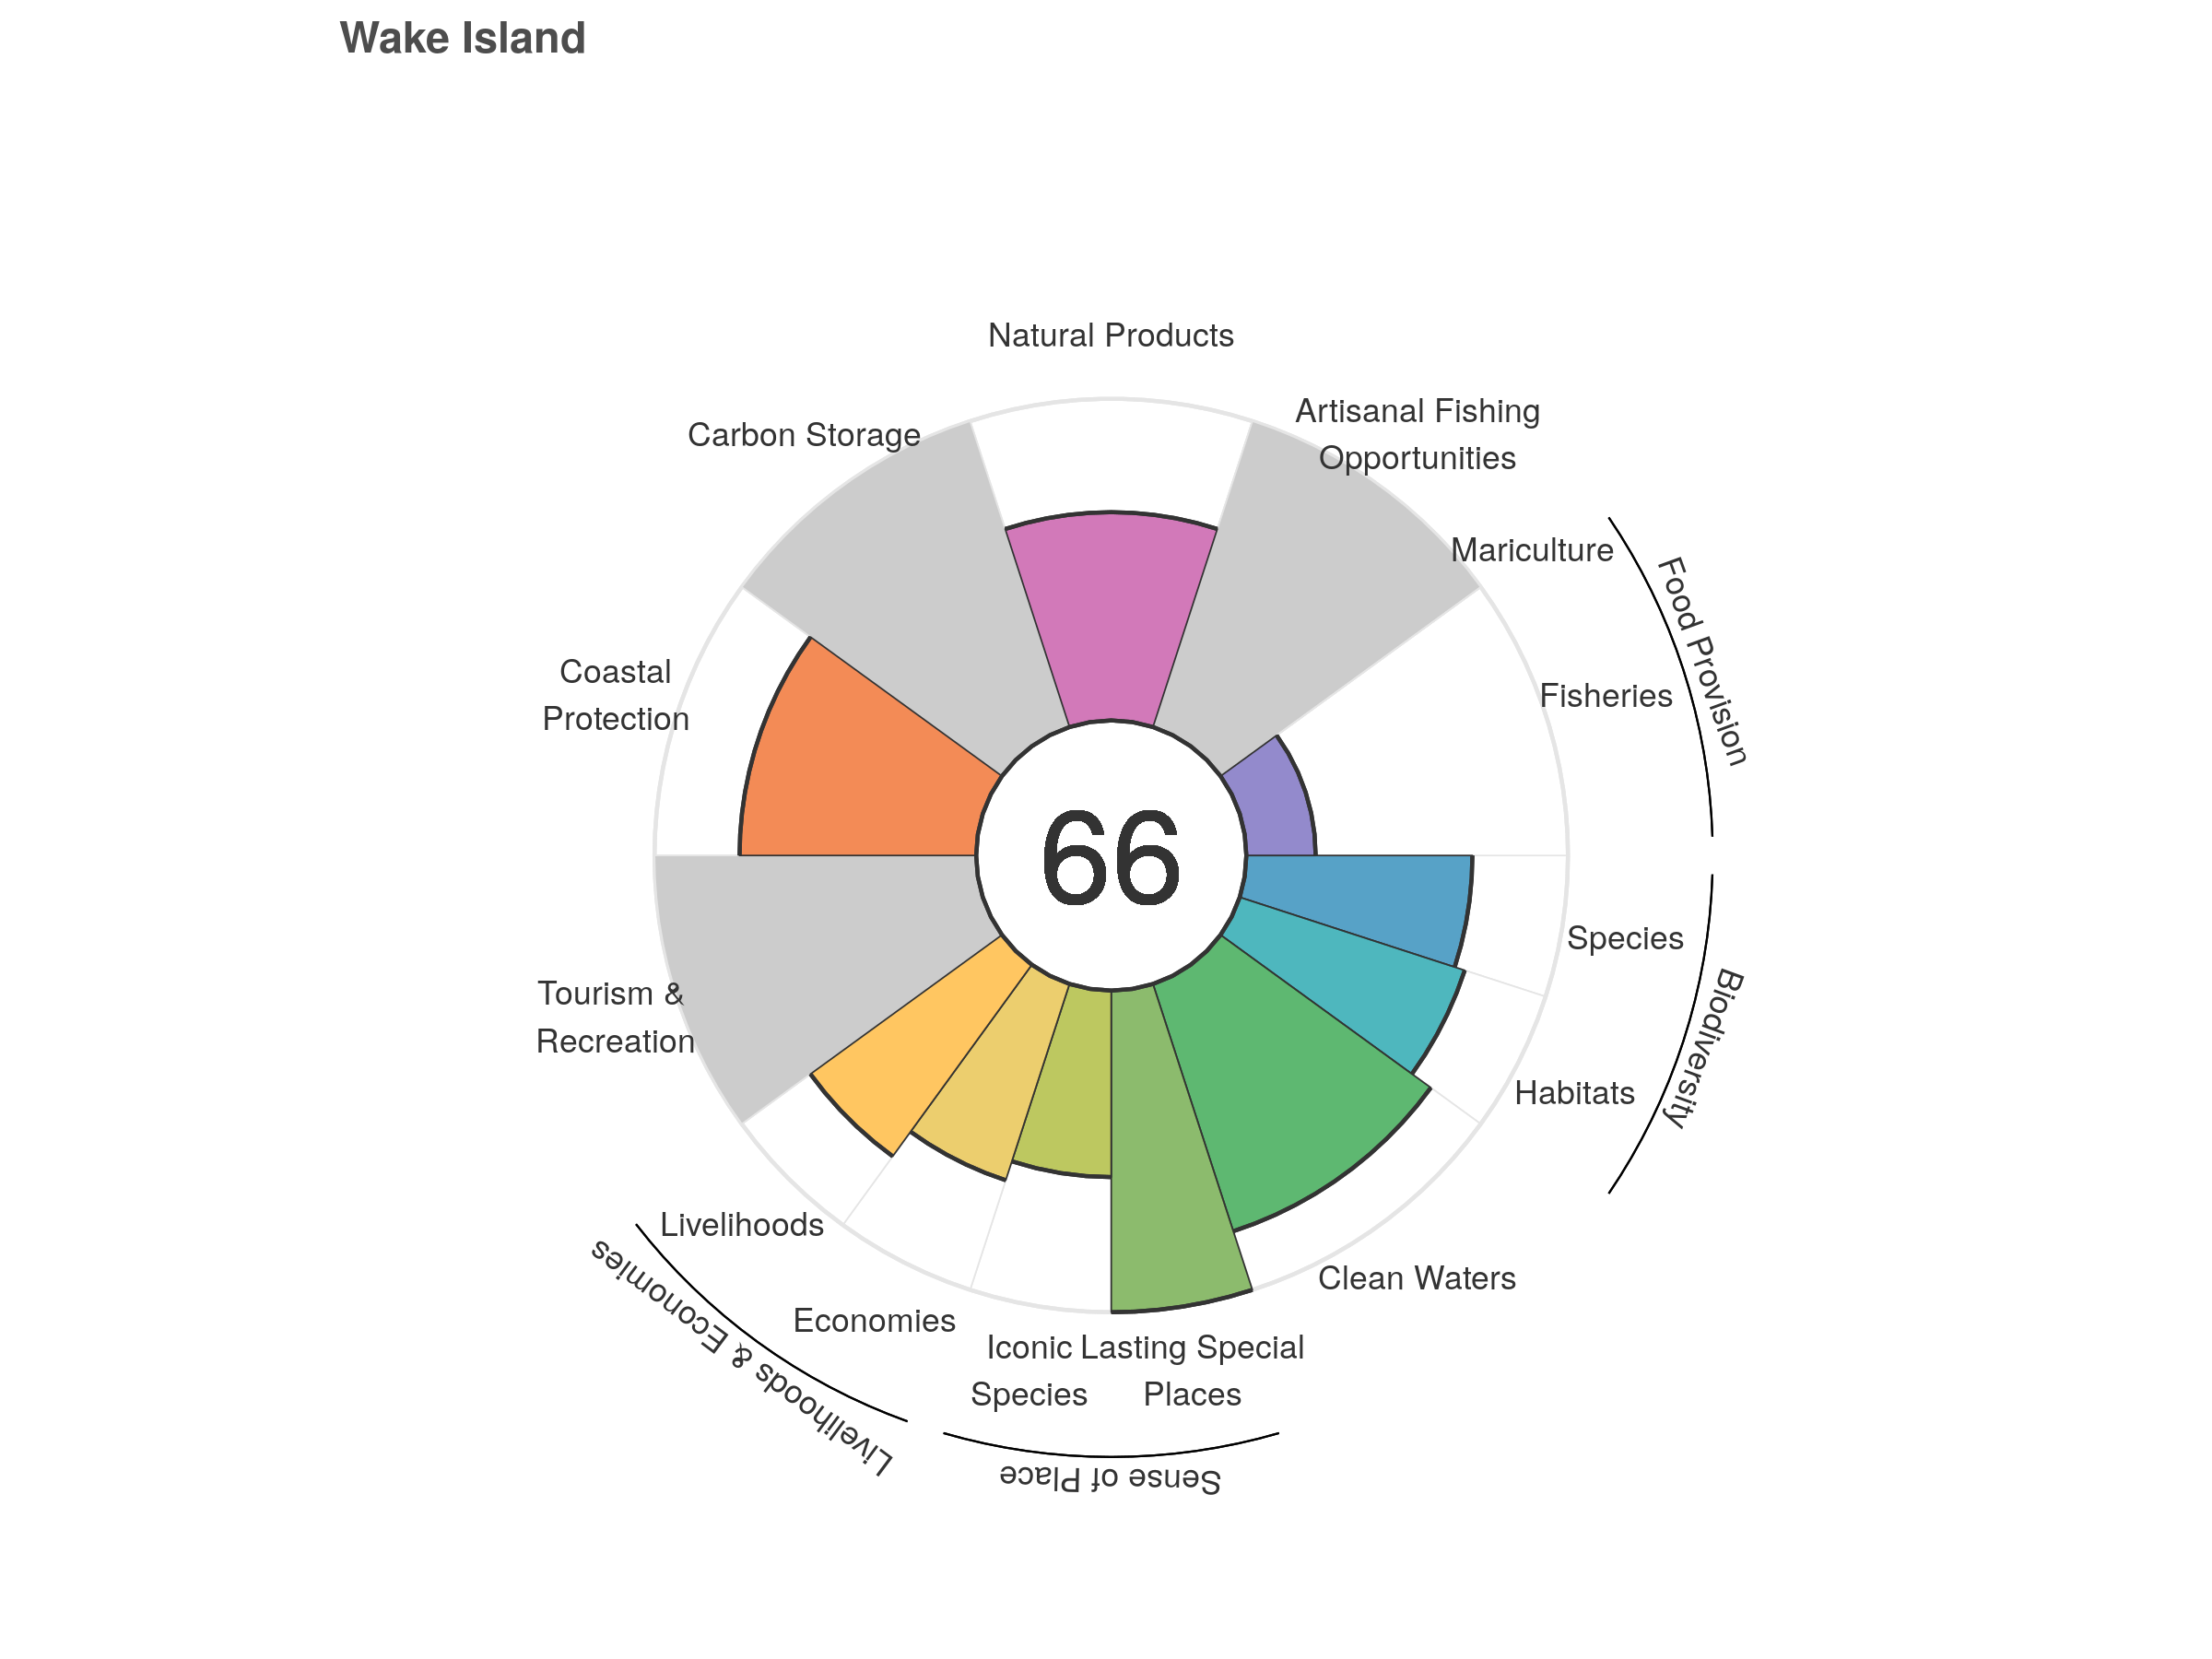 Wake Island
Natural Products
Artisanal Fishing
Opportunities
Carbon Storage
Mariculture
Food Provision
Fisheries
Coastal
Protection
66
Species
Biodiversity
Tourism &
Recreation
Habitats
Livelihoods
Clean Waters
Economies
Livelihoods & Economies
Iconic
Species
Lasting Special
Places
Sense of Place